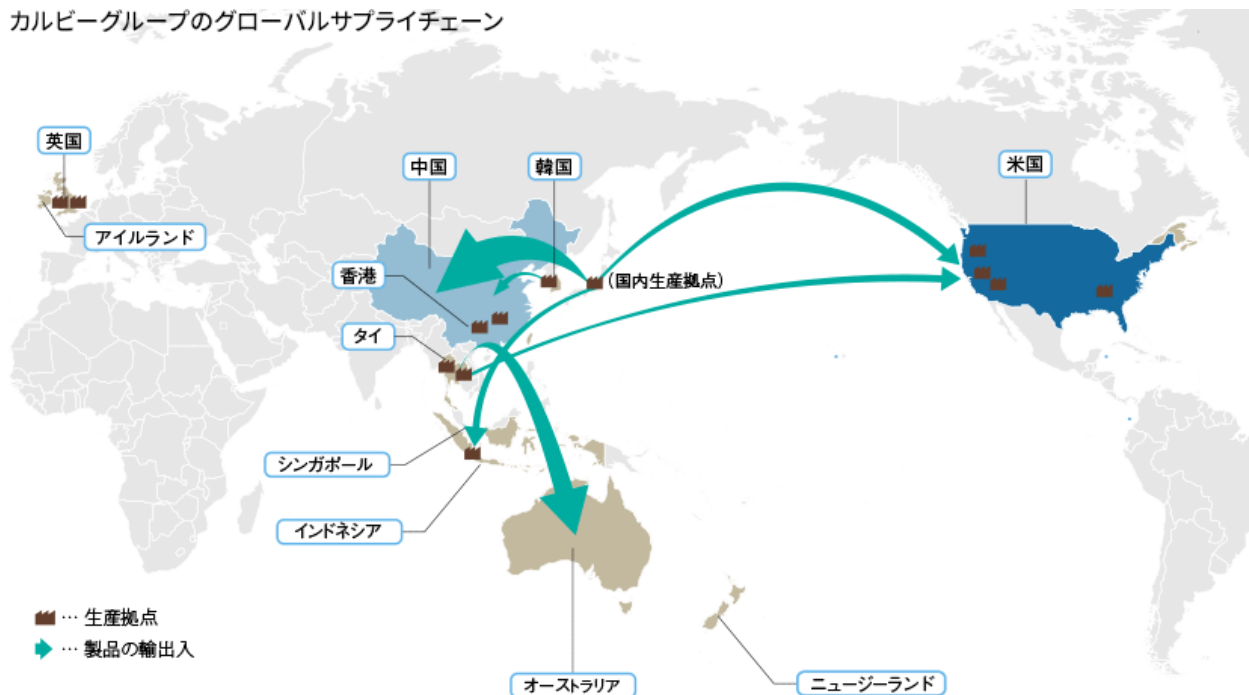 カルビーグループのグローバルサプライチェーン
英国
中国
韓国
米国
アイルランド
香港
(国内生産拠点)
タイ
シンガポール
インドネシア
… 生産拠点
… 製品の輸出入
オーストラリア
ニュージーランド